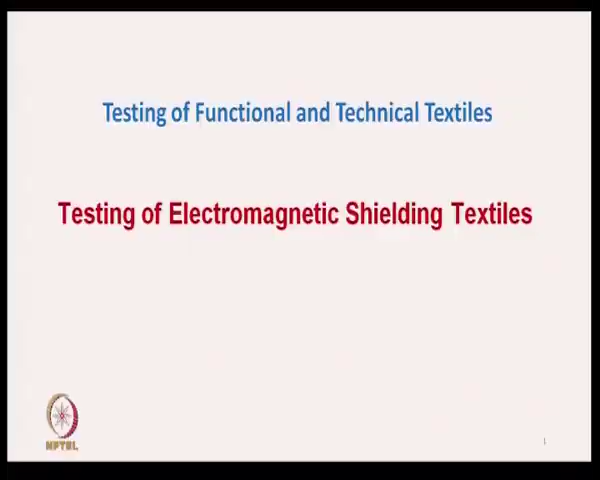 Testing of Functional and Technical Textiles
Testing of Electromagnetic Shielding Textiles
NPTEL
1